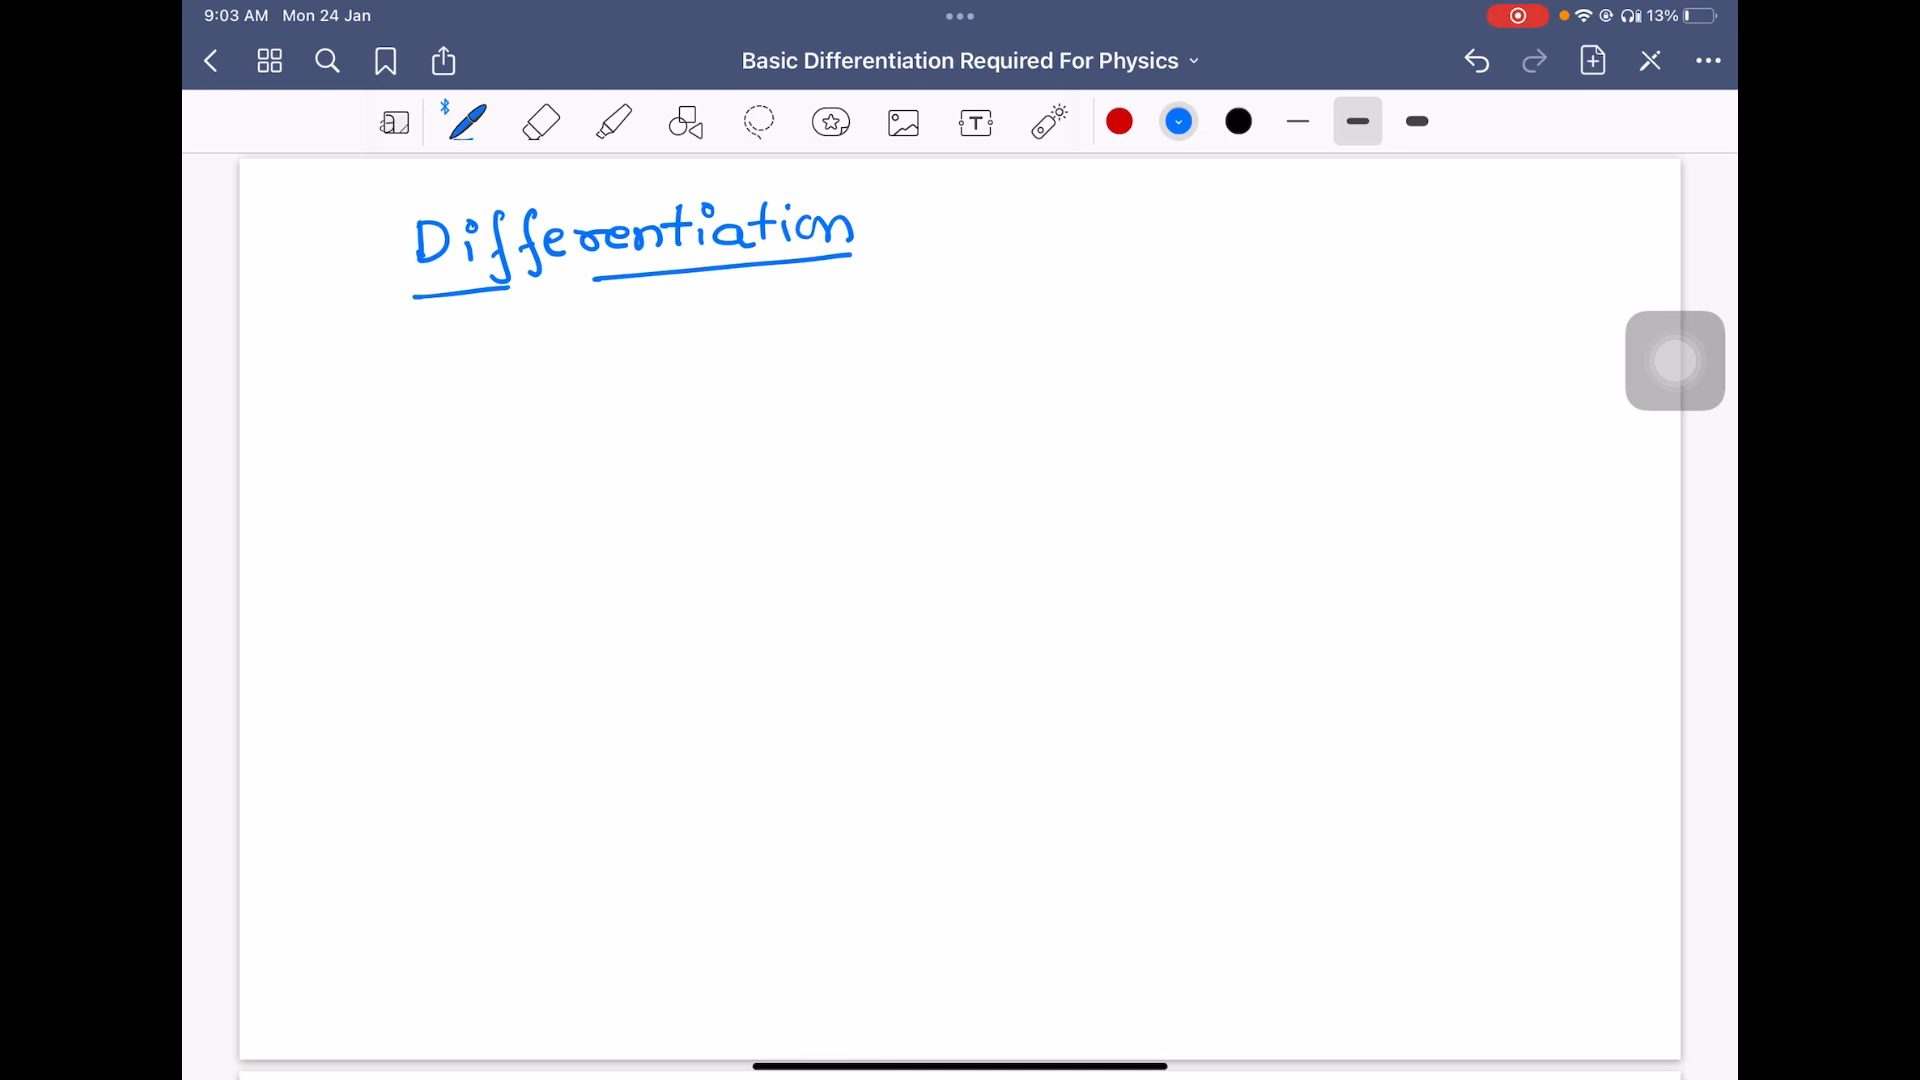 9:03 AM Mon 24 Jan
13%
Basic Differentiation Required For Physics
Differentiation